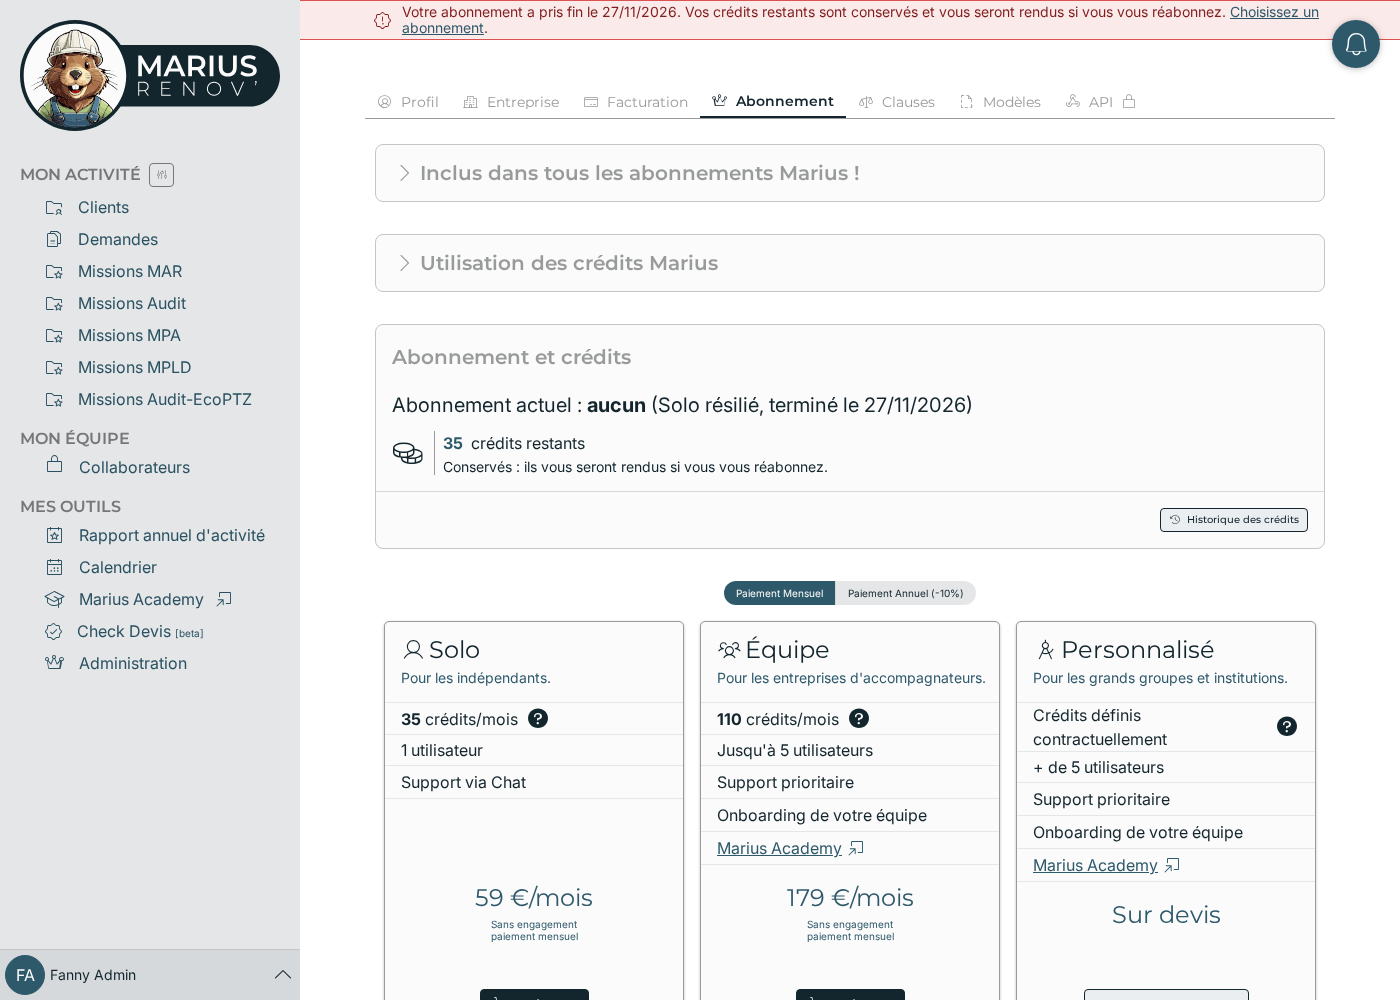 Votre abonnement a pris fin le 27/11/2026. Vos crédits restants sont conservés et vous seront rendus si vous vous réabonnez. Choisissez un
abonnement.
MARIUS
RENOV'
MON ACTIVITÉ
Clients
Demandes
Missions MAR
Missions Audit
Missions MPA
Missions MPLD
Missions Audit-EcoPTZ
MON ÉQUIPE
Collaborateurs
MES OUTILS
Rapport annuel d'activité
Calendrier
Marius Academy
Check Devis [beta]
Administration
FA Fanny Admin
Profil Entreprise Facturation Abonnement Clauses Modèles API
Inclus dans tous les abonnements Marius !
Utilisation des crédits Marius
Abonnement et crédits
Abonnement actuel : aucun (Solo résilié, terminé le 27/11/2026)
35 crédits restants
Conservés : ils vous seront rendus si vous vous réabonnez.
Historique des crédits
Paiement Mensuel Paiement Annuel (-10%)
Solo
Pour les indépendants.
35 crédits/mois
1 utilisateur
Support via Chat
59 €/mois
Sans engagement
paiement mensuel
Équipe
Pour les entreprises d'accompagnateurs.
110 crédits/mois
Jusqu'à 5 utilisateurs
Support prioritaire
Onboarding de votre équipe
Marius Academy
179 €/mois
Sans engagement
paiement mensuel
Personnalisé
Pour les grands groupes et institutions.
Crédits définis
contractuellement
+ de 5 utilisateurs
Support prioritaire
Onboarding de votre équipe
Marius Academy
Sur devis